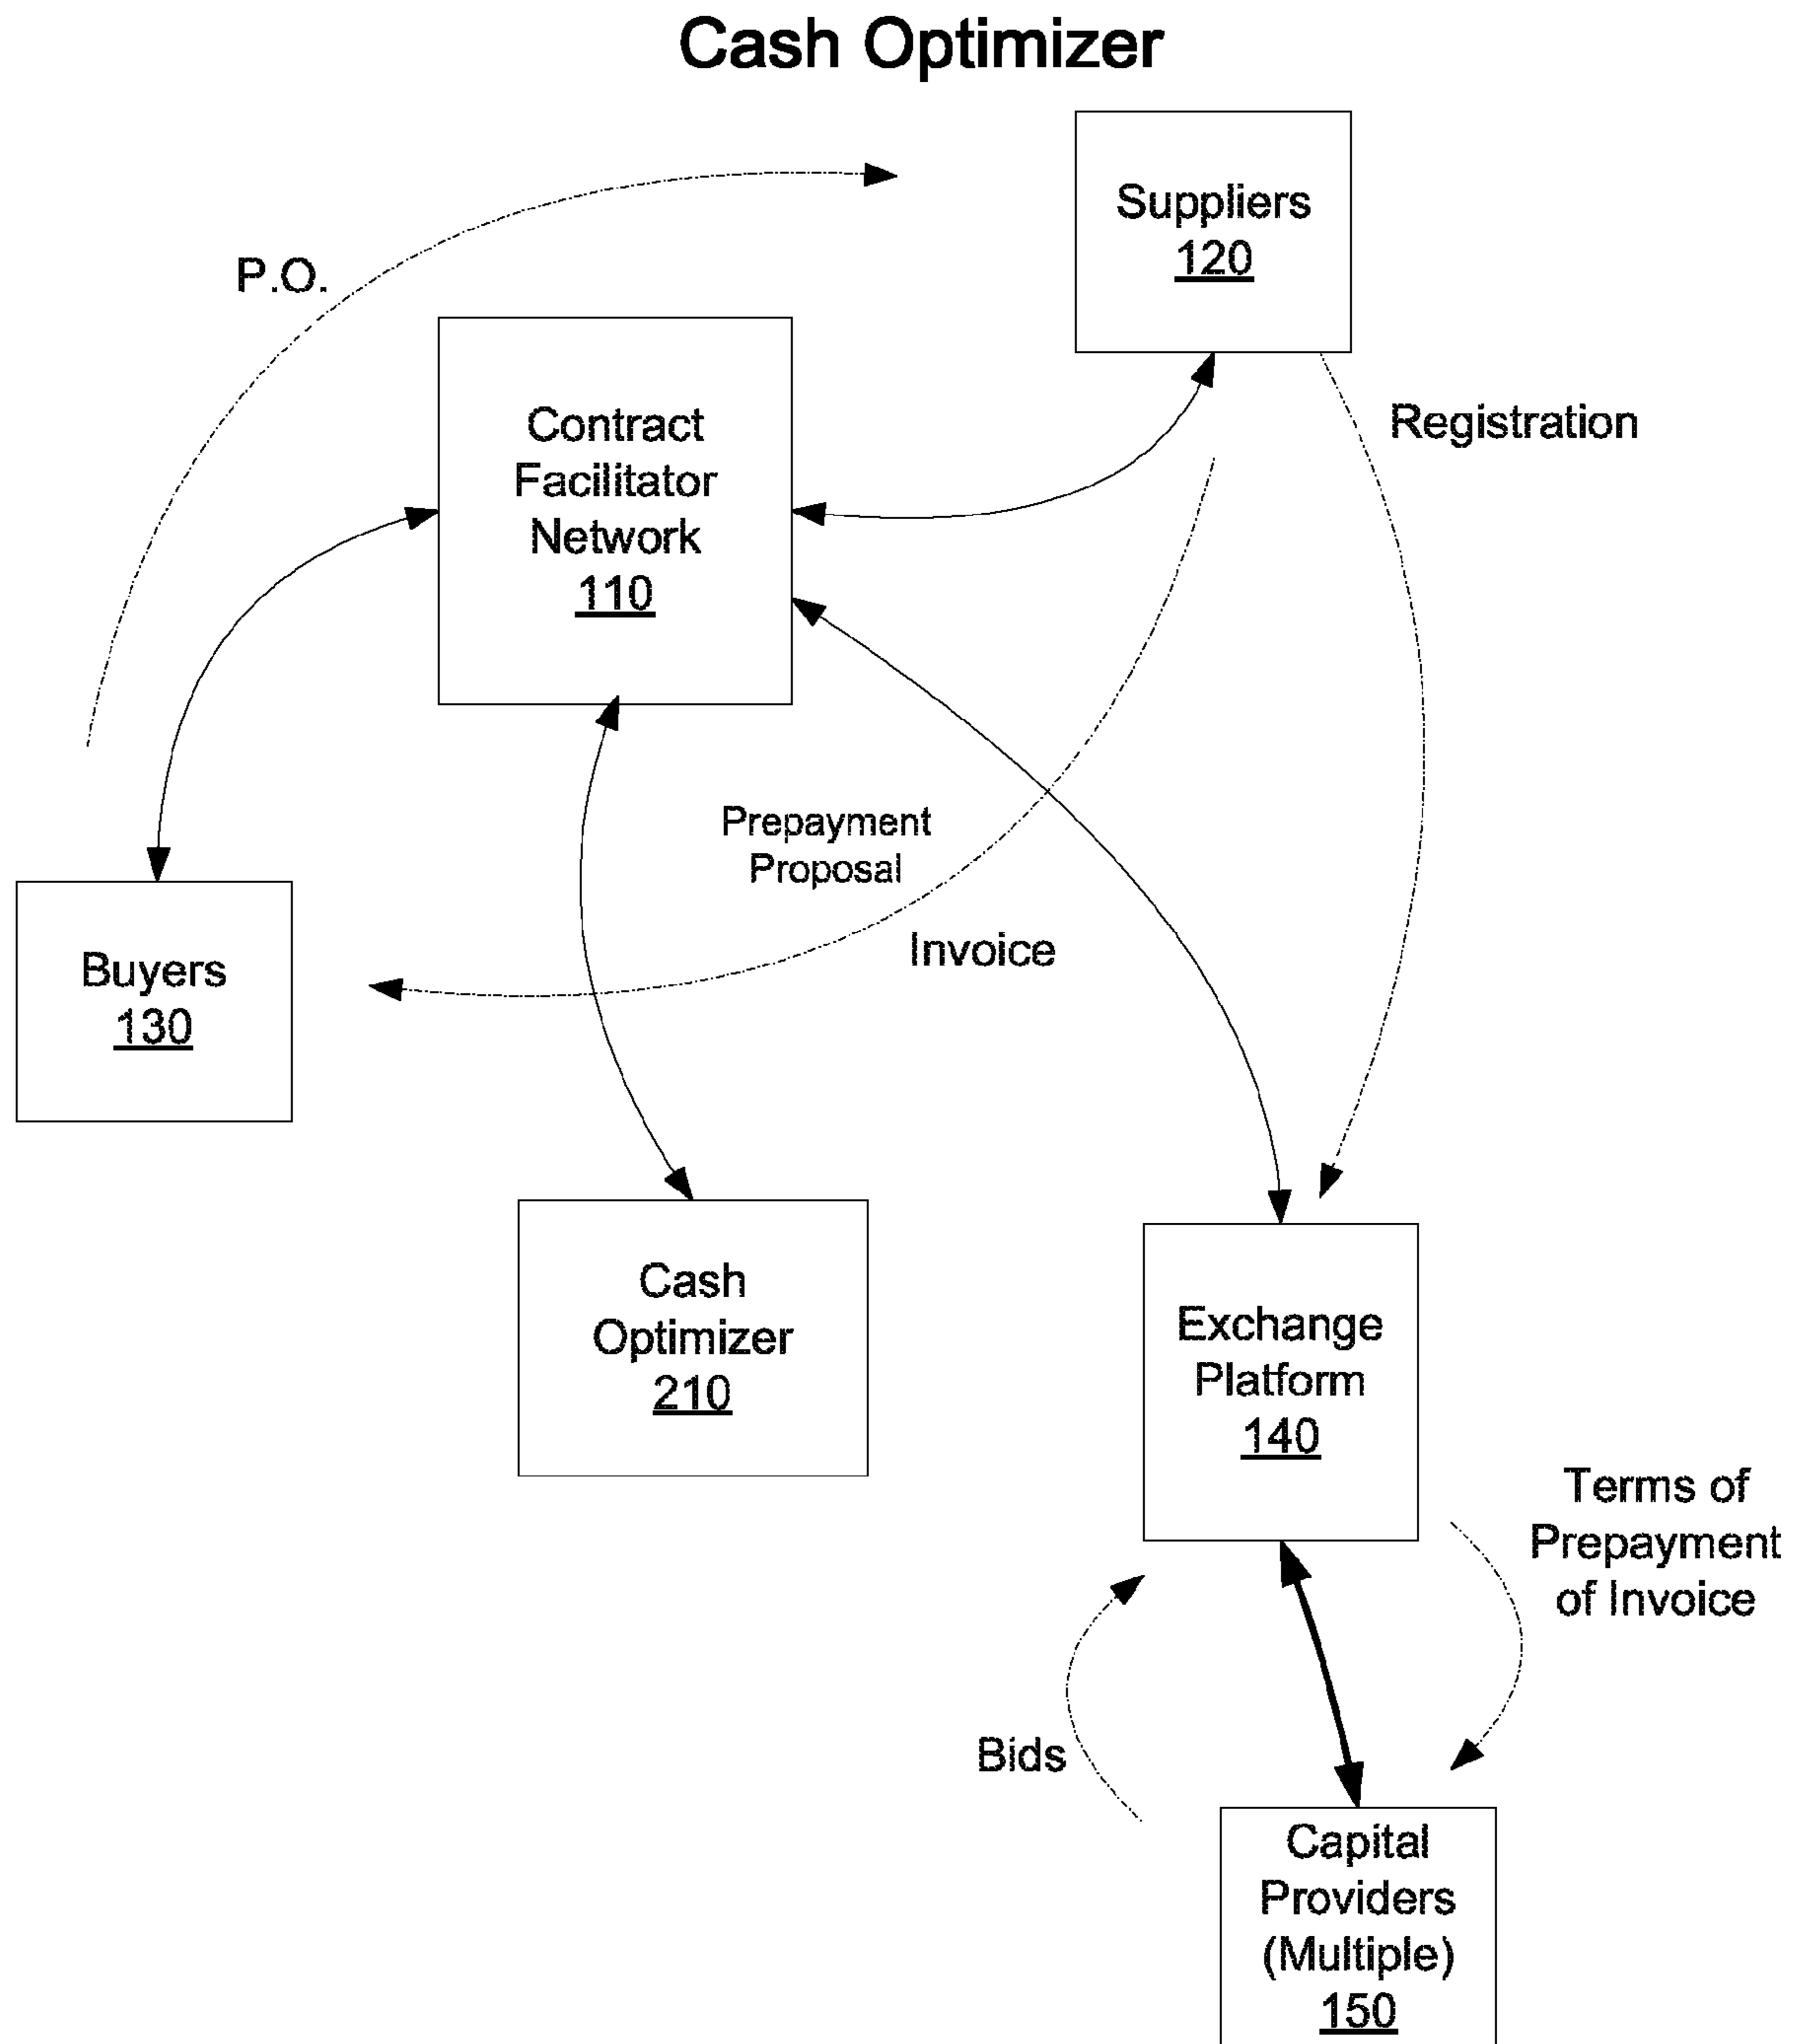 Cash Optimizer
Suppliers
120
P.O.
Registration
Contract
Facilitator
Network
110
Prepayment
Proposal
Invoice
Buyers
130
Cash
Optimizer
210
Exchange
Platform
140
Terms of
Prepayment
of Invoice
Bids
Capital
Providers
(Multiple)
150